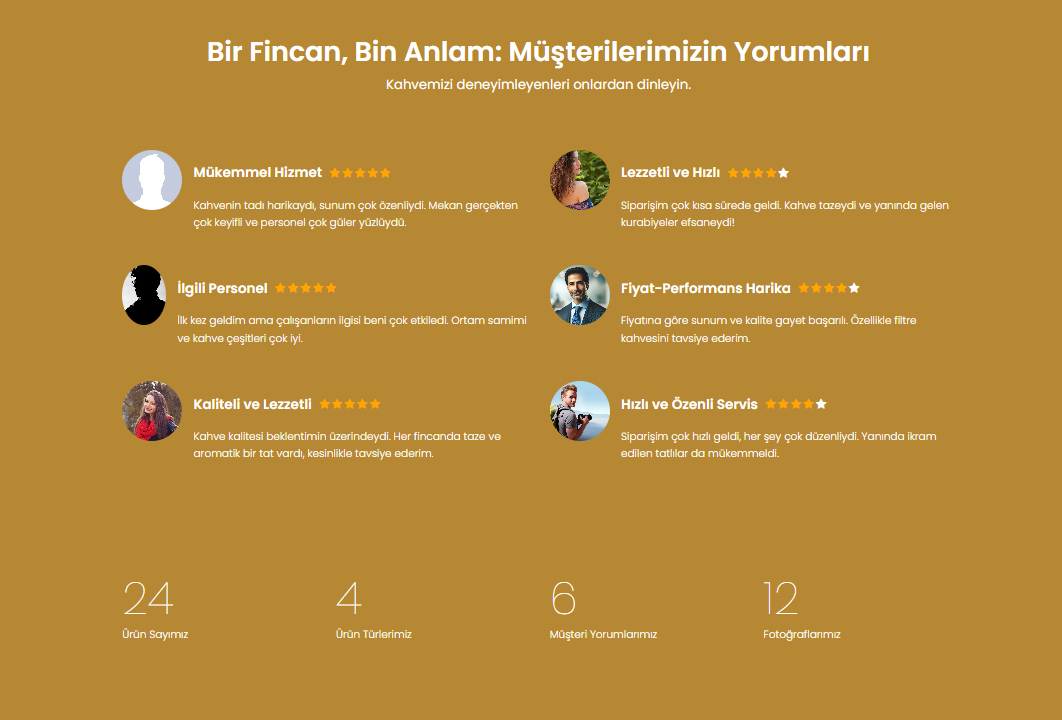 Bir Fincan, Bin Anlam: Müşterilerimizin Yorumları
Kahvemizi deneyimleyenleri onlardan dinleyin.
Mükemmel Hizmet
Kahvenin tadı harikaydı, sunum çok özenliydi. Mekan gerçekten
çok keyifli ve personel çok güler yüzlüydü.
Lezzetli ve Hızlı
Siparişim çok kısa sürede geldi. Kahve tazeydi ve yanında gelen
kurabiyeler efsaneydi!
İlgili Personel
İlk kez geldim ama çalışanların ilgisi beni çok etkiledi. Ortam samimi
ve kahve çeşitleri çok iyi.
Fiyat-Performans Harika
Fiyatına göre sunum ve kalite gayet başarılı. Özellikle filtre
kahvesini tavsiye ederim.
Kaliteli ve Lezzetli
Kahve kalitesi beklentimin üzerindeydi. Her fincanda taze ve
aromatik bir tat vardı, kesinlikle tavsiye ederim.
Hızlı ve Özenli Servis
Siparişim çok hızlı geldi, her şey çok düzenliydi. Yanında ikram
edilen tatlılar da mükemmeldi.
24
Ürün Sayımız
4
Ürün Türlerimiz
6
Müşteri Yorumlarımız
12
Fotoğraflarımız